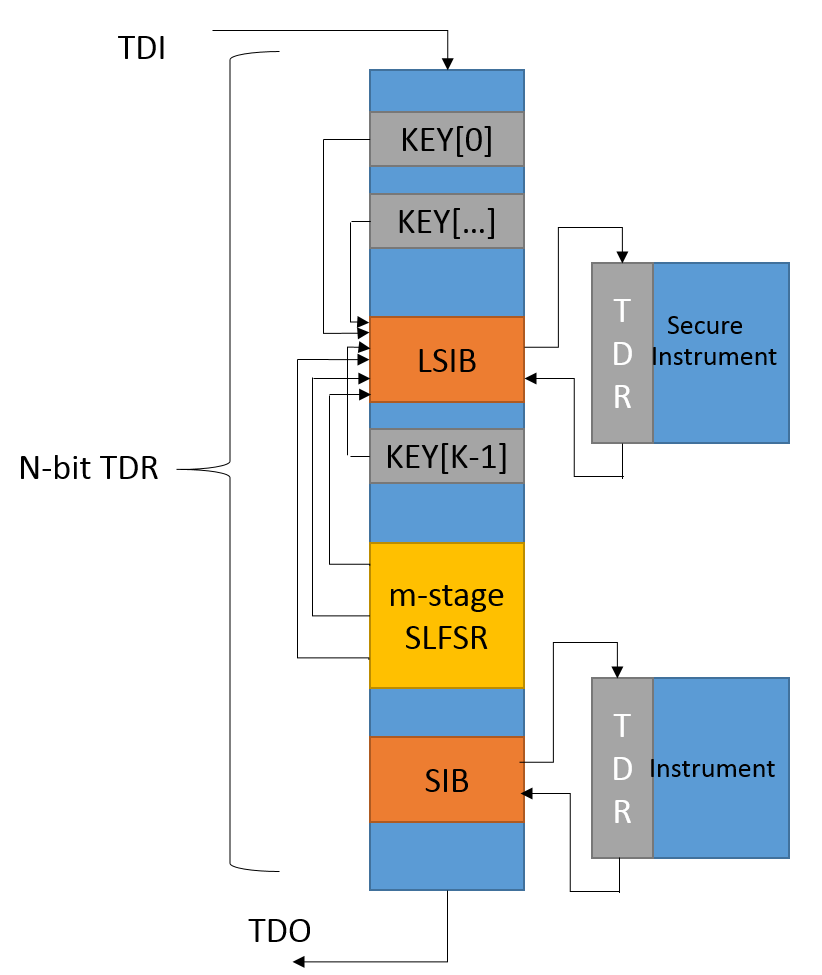 TDI
KEY[0]
KEY[...]
LSIB
KEY[K-1]
m-stage
SLFSR
SIB
N-bit TDR
TDO
T
D
R
Secure
Instrument
T
D
R
Instrument